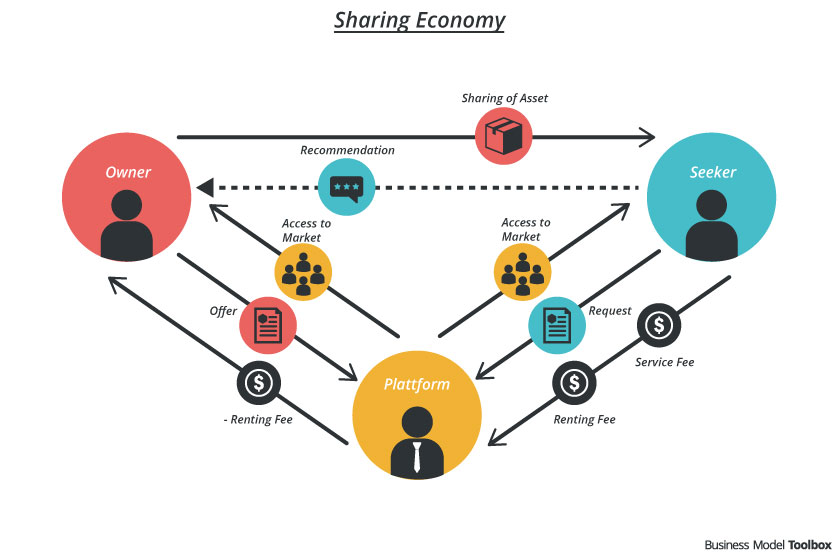 Sharing Economy
Sharing of Asset
Recommendation
Owner
Seeker
Access to
Market
Access to
Market
Offer
Request
$
Service Fee
Plattform
$
$
- Renting Fee
Renting Fee
Business Model Toolbox